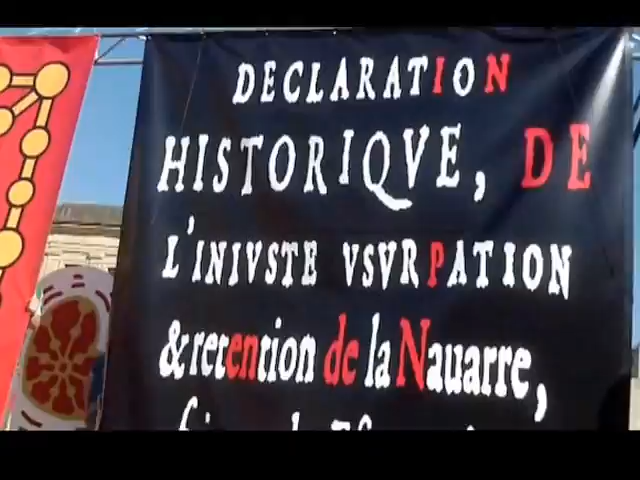 DECLARATION
HISTORIQVE, DE
L'INIVSTE VSVRPATION
& retention de la Nauarre,